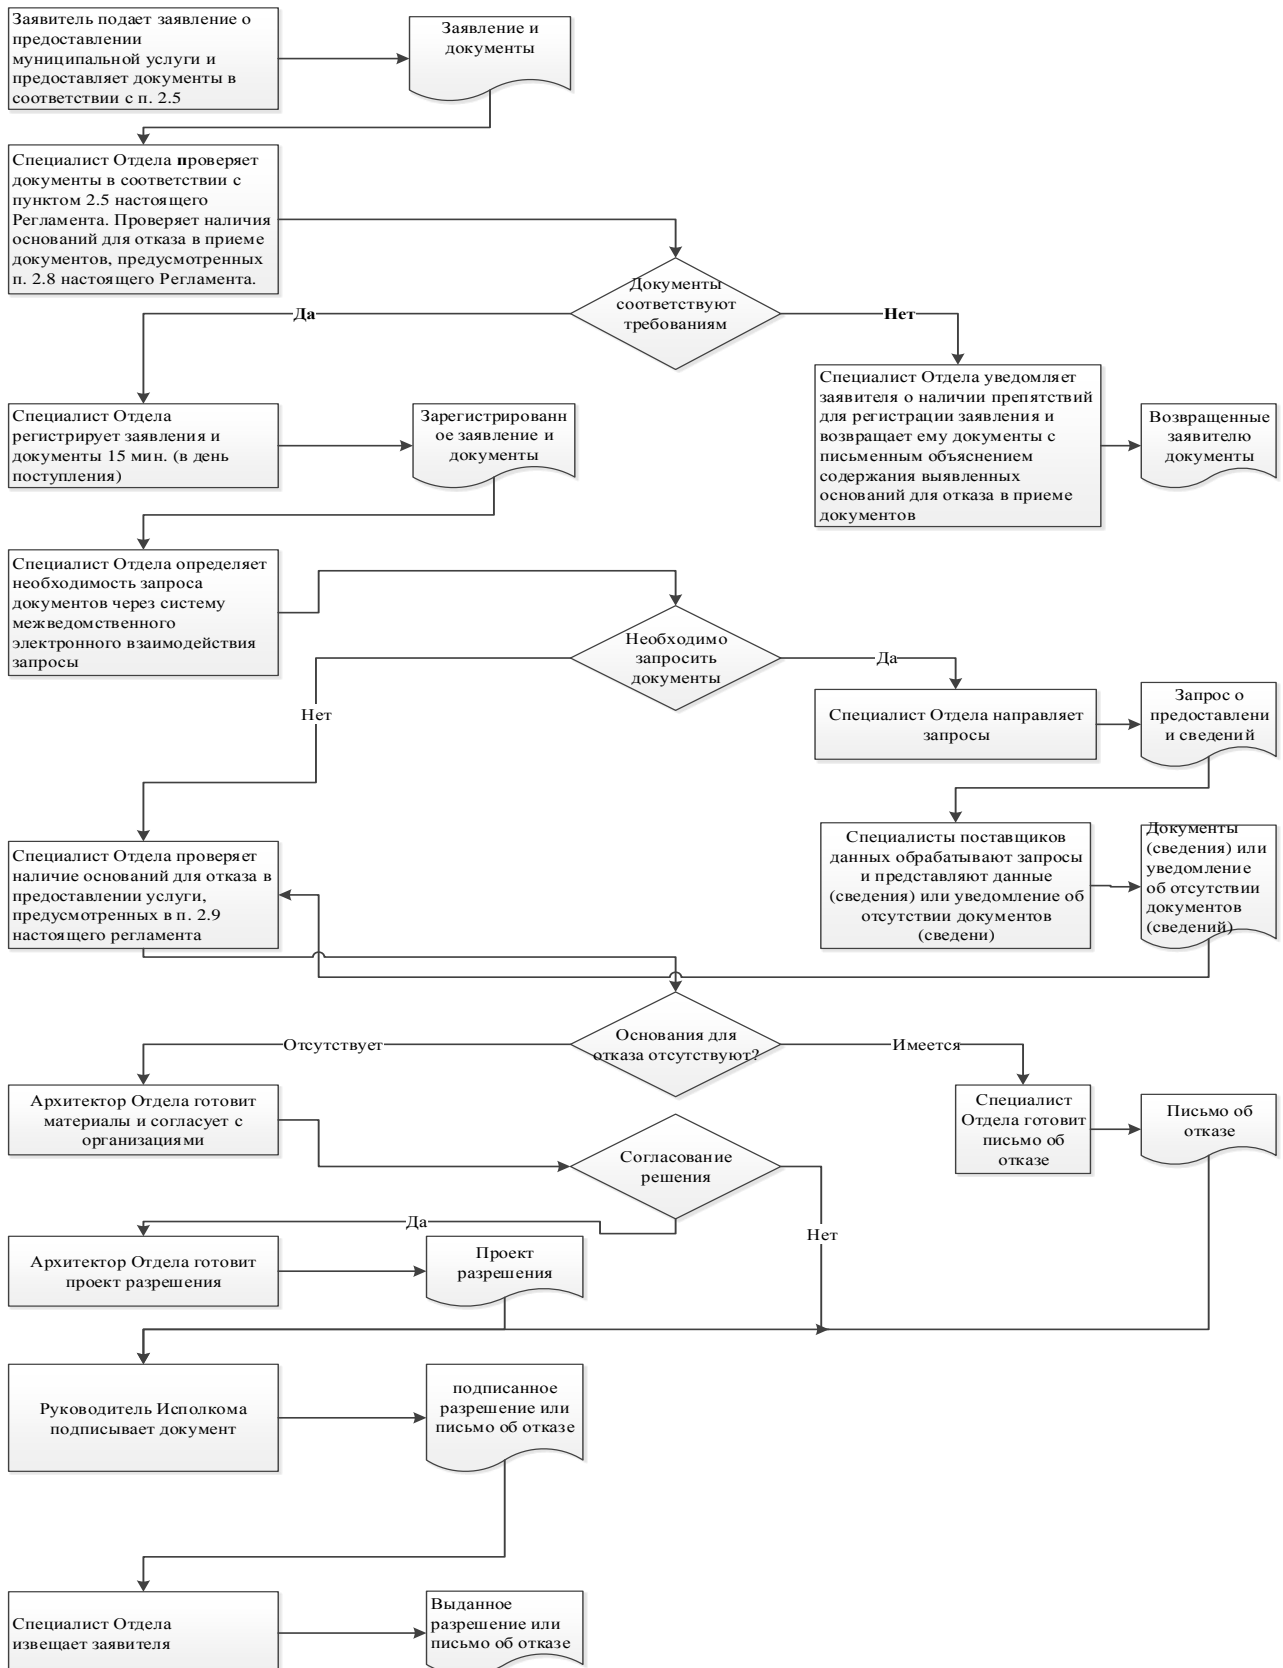 Заявитель подает заявление о
предоставлении
муниципальной услуги и
предоставляет документы в
соответствии с п. 2.5
Заявление и
документы
Специалист Отдела проверяет
документы в соответствии с
пунктом 2.5 настоящего
Регламента. Проверяет наличия
оснований для отказа в приеме
документов, предусмотренных
п. 2.8 настоящего Регламента.
Документы
соответствуют
требованиям
Да
Нет
Специалист Отдела
регистрирует заявления и
документы 15 мин. (в день
поступления)
Зарегистрированн
ое заявление и
документы
Специалист Отдела уведомляет
заявителя о наличии препятствий
для регистрации заявления и
возвращает ему документы с
письменным объяснением
содержания выявленных
оснований для отказа в приеме
документов
Возвращенные
заявителю
документы
Специалист Отдела определяет
необходимость запроса
документов через систему
межведомственного
электронного взаимодействия
запросы
Необходимо
запросить
документы
Да
Нет
Специалист Отдела направляет
запросы
Запрос о
предоставлени
и сведений
Специалист Отдела проверяет
наличие оснований для отказа в
предоставлении услуги,
предусмотренных в п. 2.9
настоящего регламента
Специалисты поставщиков
данных обрабатывают запросы
и представляют данные
(сведения) или уведомление об
отсутствии документов
(сведени)
Документы
(сведения) или
уведомление
об отсутствии
документов
(сведений)
Основания для
отказа отсутствуют?
Отсутствует
Имеется
Архитектор Отдела готовит
материалы и согласует с
организациями
Согласование
решения
Специалист
Отдела готовит
письмо об
отказе
Письмо об
отказе
Да
Нет
Архитектор Отдела готовит
проект разрешения
Проект
разрешения
Руководитель Исполкома
подписывает документ
подписанное
разрешение или
письмо об отказе
Специалист Отдела
извещает заявителя
Выданное
разрешение или
письмо об отказе